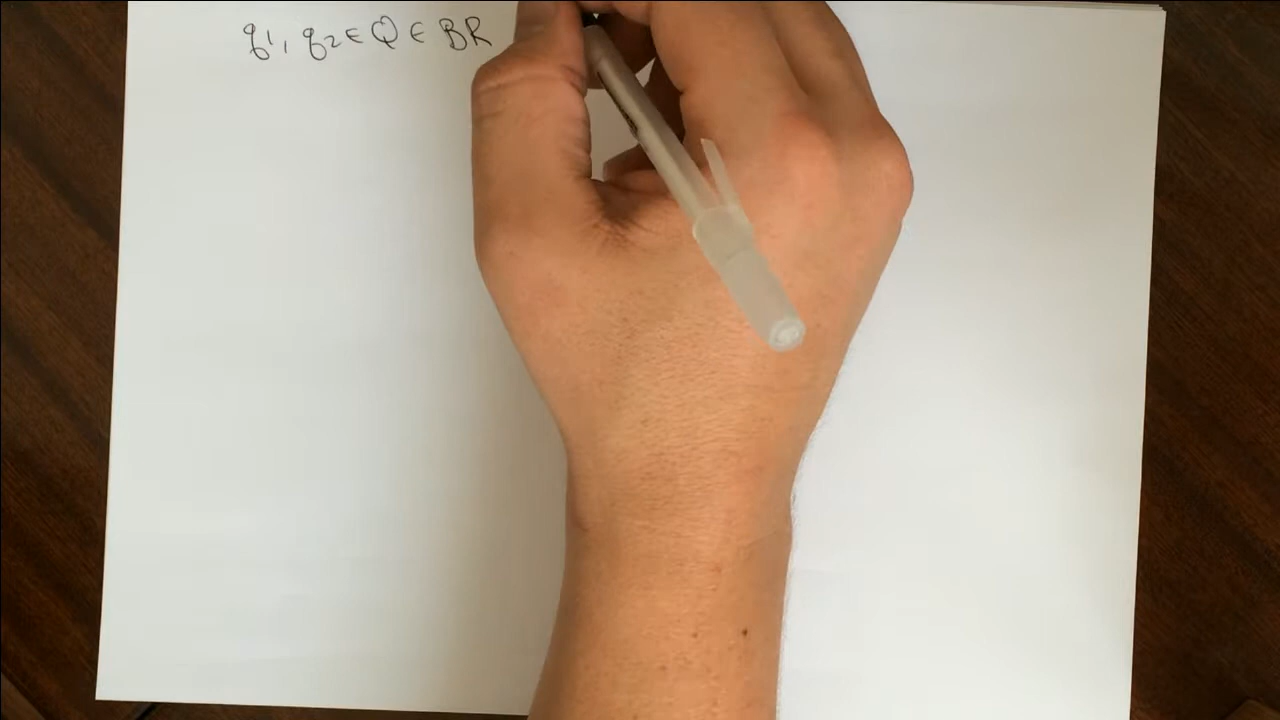 q1, q2 ∈ Q ∈ BR